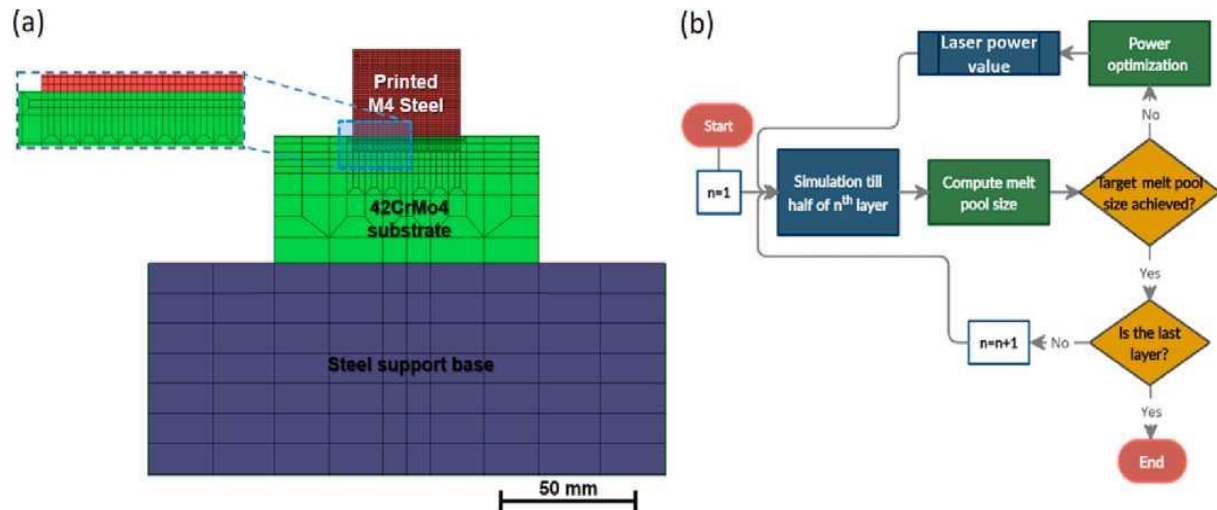 (a)
Printed
M4 Steel
42CrMo4
substrate
Steel support base
50 mm
(b)
Laser power
value
Power
optimization
Start
No
n=1
Simulation till
half of nth layer
Compute melt
pool size
Target melt pool
size achieved?
Yes
n=n+1
No
Is the last
layer?
Yes
End